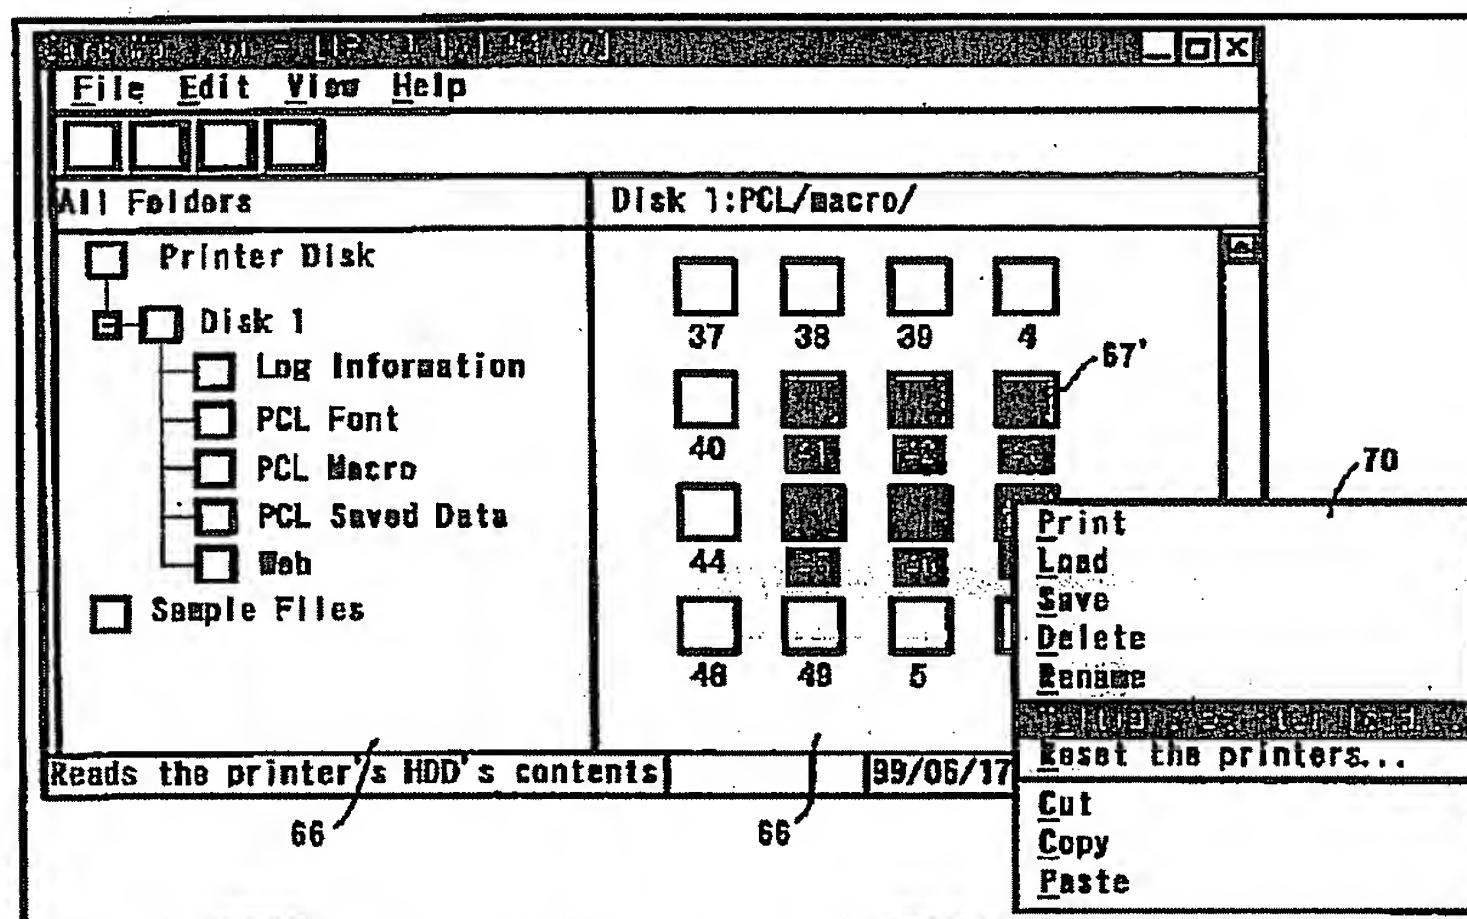 File Edit View Help
All Folders
Disk 1:PCL/macro/
Printer Disk
Disk 1
Log Information
PCL Font
PCL Macro
PCL Saved Data
Web
Sample Files
37 38 39 4
67'
40
44
48 49 5
70
Print
Load
Save
Delete
Rename
Reset the printers...
Cut
Copy
Paste
Reads the printer's HDD's contents
99/06/17
66 66